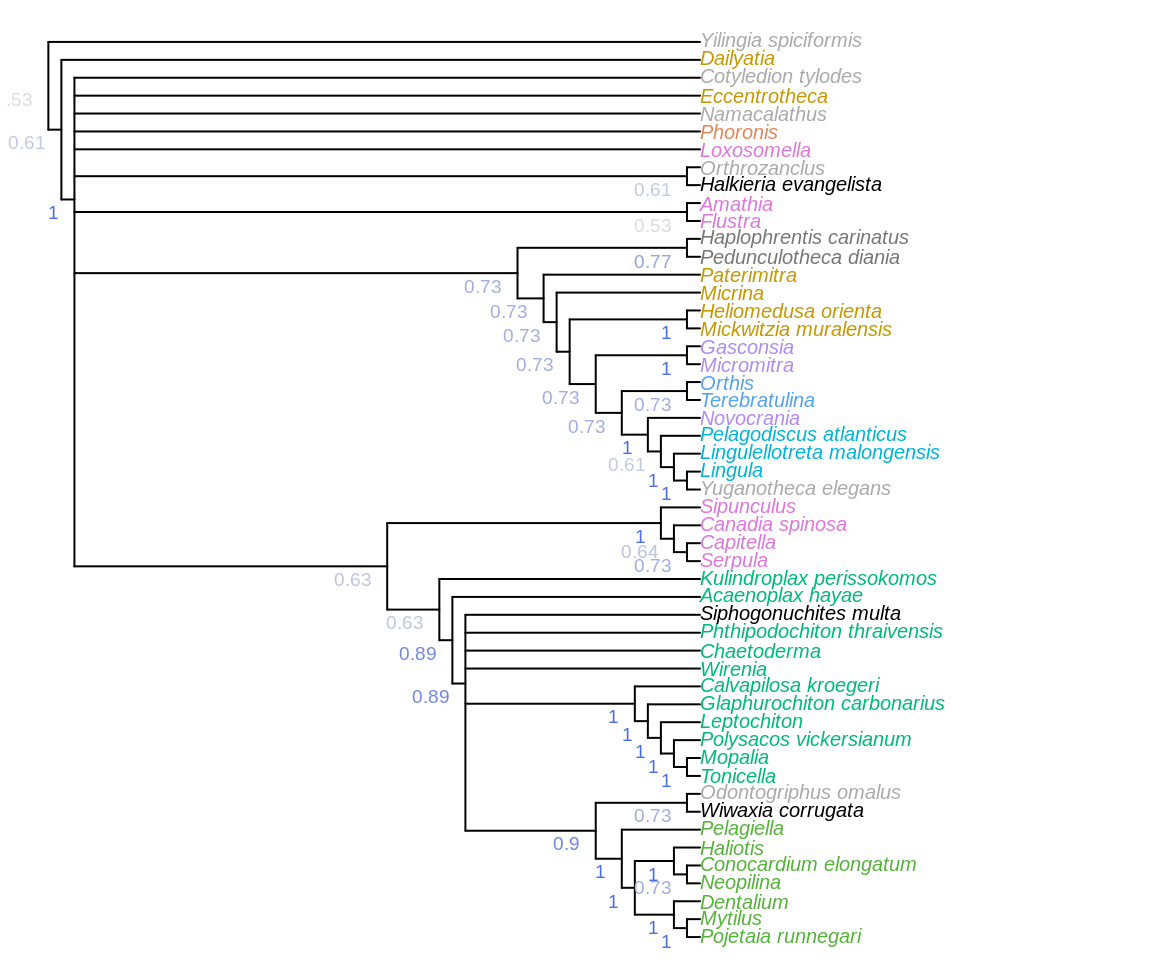 Yilingia spiciformis
Dailyatia
Cotyledion tylodes
.53
Eccentrotheca
Namacalathus
Phoronis
0.61
Loxosomella
Orthrozanclus
0.61
Halkieria evangelista
Amathia
1
Flustra
0.53
Haplophrentis carinatus
Pedunculotheca diania
0.77
Paterimitra
0.73
Micrina
Heliomedusa orienta
0.73
Mickwitzia muralensis
1
0.73
Gasconsia
Micromitra
0.73
1
Orthis
Terebratulina
0.73
0.73
Novocrania
0.73
Pelagodiscus atlanticus
1
Lingulellotreta malongensis
0.61
Lingula
1
Yuganotheca elegans
1
Sipunculus
Canadia spinosa
1
Capitella
0.64
Serpula
0.73
Kulindroplax perissokomos
0.63
Acaenoplax hayae
Siphogonuchites multa
0.63
Phthipodochiton thraivensis
Chaetoderma
0.89
Wirenia
Calvapilosa kroegeri
0.89
Glaphurochiton carbonarius
1
Leptochiton
1
Polysacos vickersianum
1
Mopalia
1
Tonicella
1
Odontogriphus omalus
Wiwaxia corrugata
0.73
Pelagiella
0.9
Haliotis
Conocardium elongatum
1
1
Neopilina
0.73
Dentalium
1
Mytilus
1
Pojetaia runnegari
1